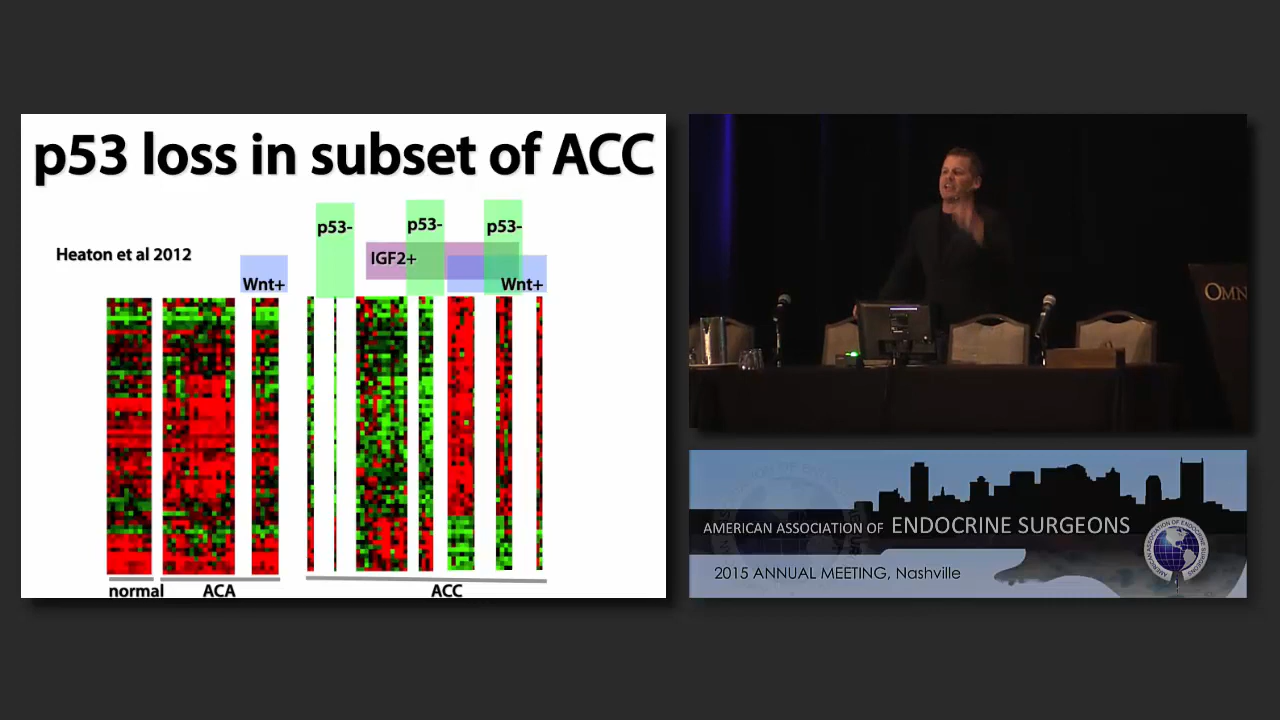 p53 loss in subset of ACC
p53- p53- p53-
Heaton et al 2012
IGF2+
Wnt+ Wnt+
normal ACA ACC
OMN
AMERICAN ASSOCIATION OF ENDOCRINE SURGEONS
2015 ANNUAL MEETING, Nashville